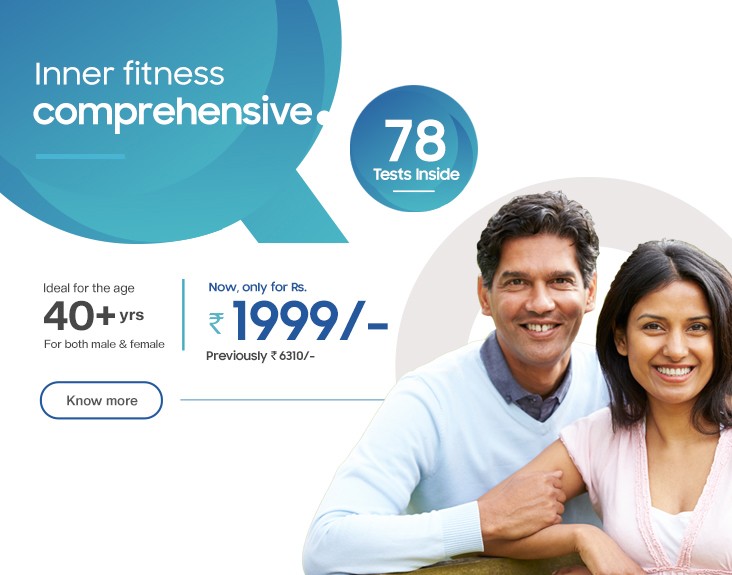 Inner fitness
comprehensive.
78
Tests Inside
Ideal for the age
40+ yrs
For both male & female
Now, only for Rs.
₹ 1999/-
Previously ₹ 6310/-
Know more